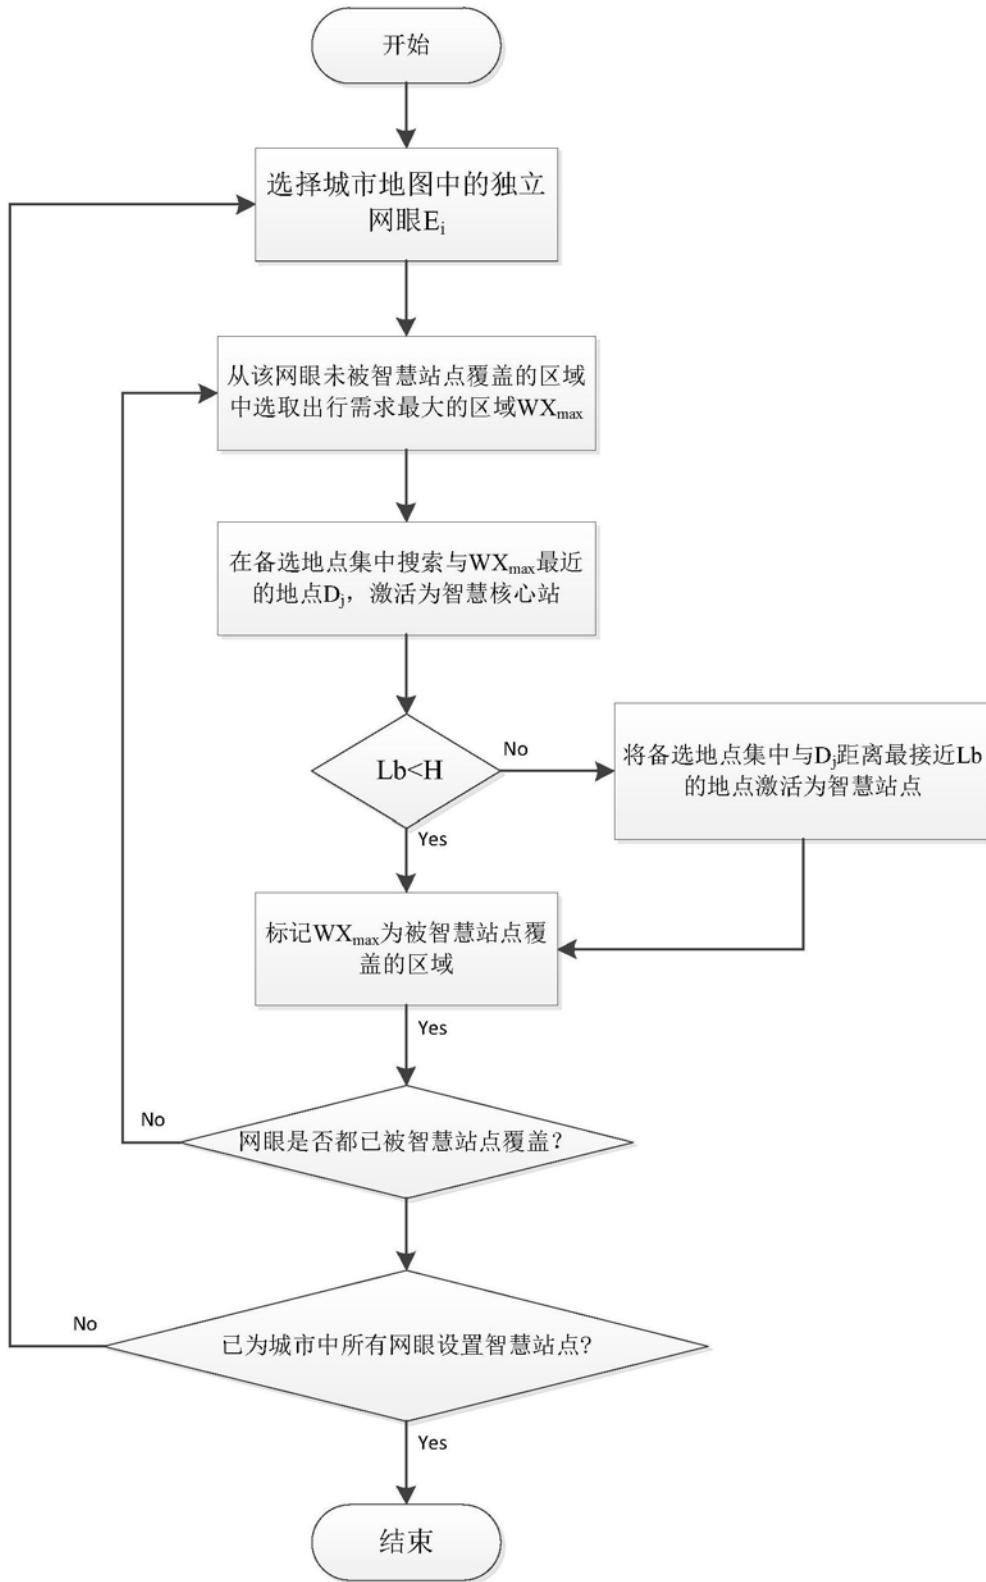 开始
选择城市地图中的独立
网眼Ei
从该网眼未被智慧站点覆盖的区域
中选取出行需求最大的区域WXmax
在备选地点集中搜索与WXmax最近
的地点Dj，激活为智慧核心站
Lb<H
No
将备选地点集中与Dj距离最接近Lb
的地点激活为智慧站点
Yes
标记WXmax为被智慧站点覆
盖的区域
Yes
No
网眼是否都已被智慧站点覆盖？
No
已为城市中所有网眼设置智慧站点？
Yes
结束